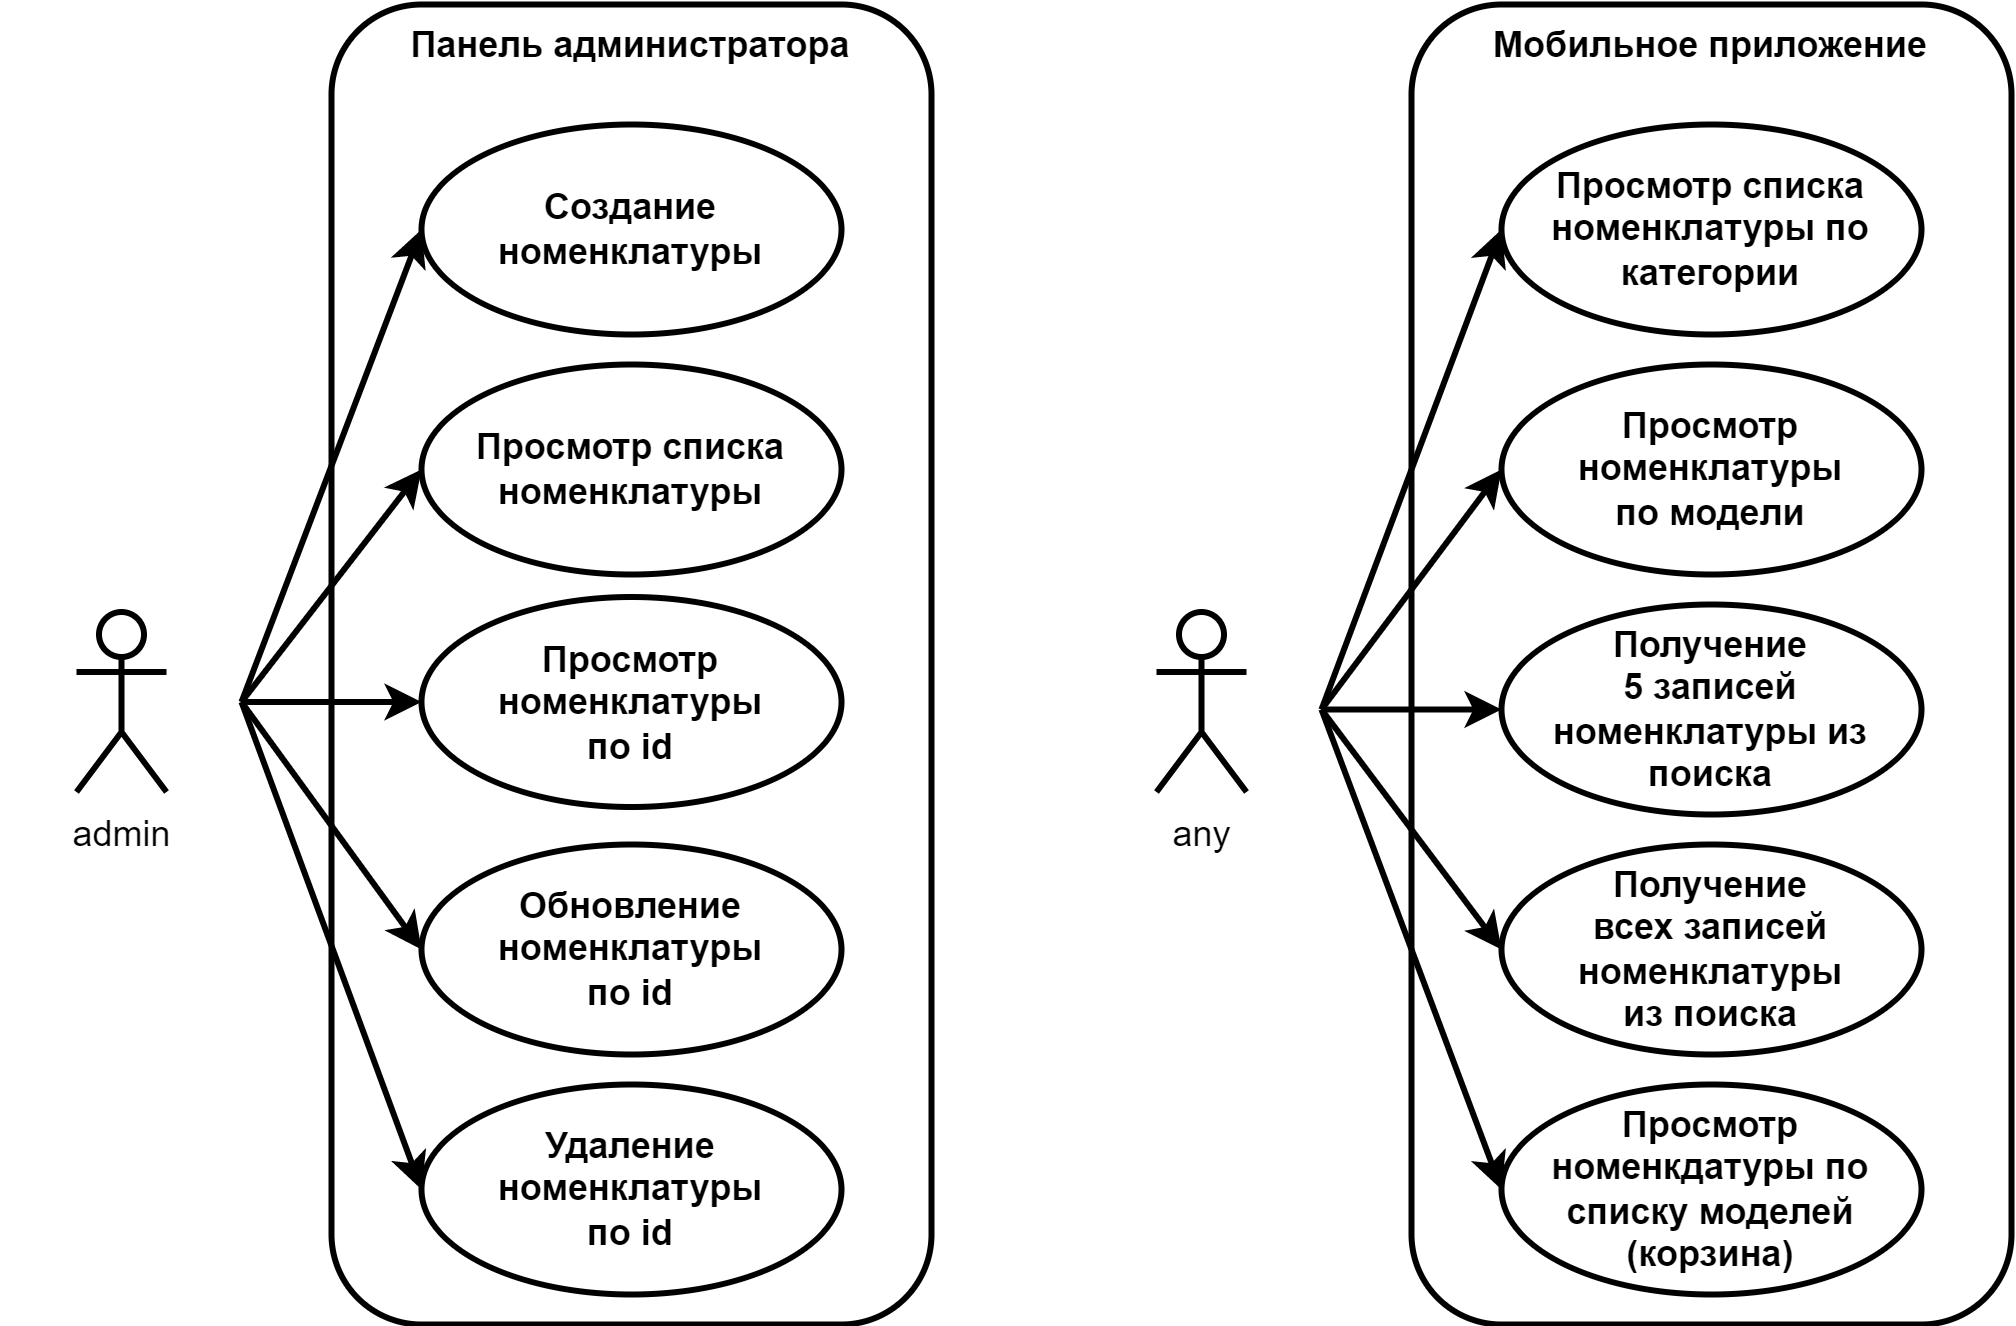 Панель администратора
Создание
номенклатуры
Просмотр списка
номенклатуры
Просмотр
номенклатуры
по id
Обновление
номенклатуры
по id
Удаление
номенклатуры
по id
admin
Мобильное приложение
Просмотр списка
номенклатуры по
категории
Просмотр
номенклатуры
по модели
Получение
5 записей
номенклатуры из
поиска
Получение
всех записей
номенклатуры
из поиска
Просмотр
номенкдатуры по
списку моделей
(корзина)
any